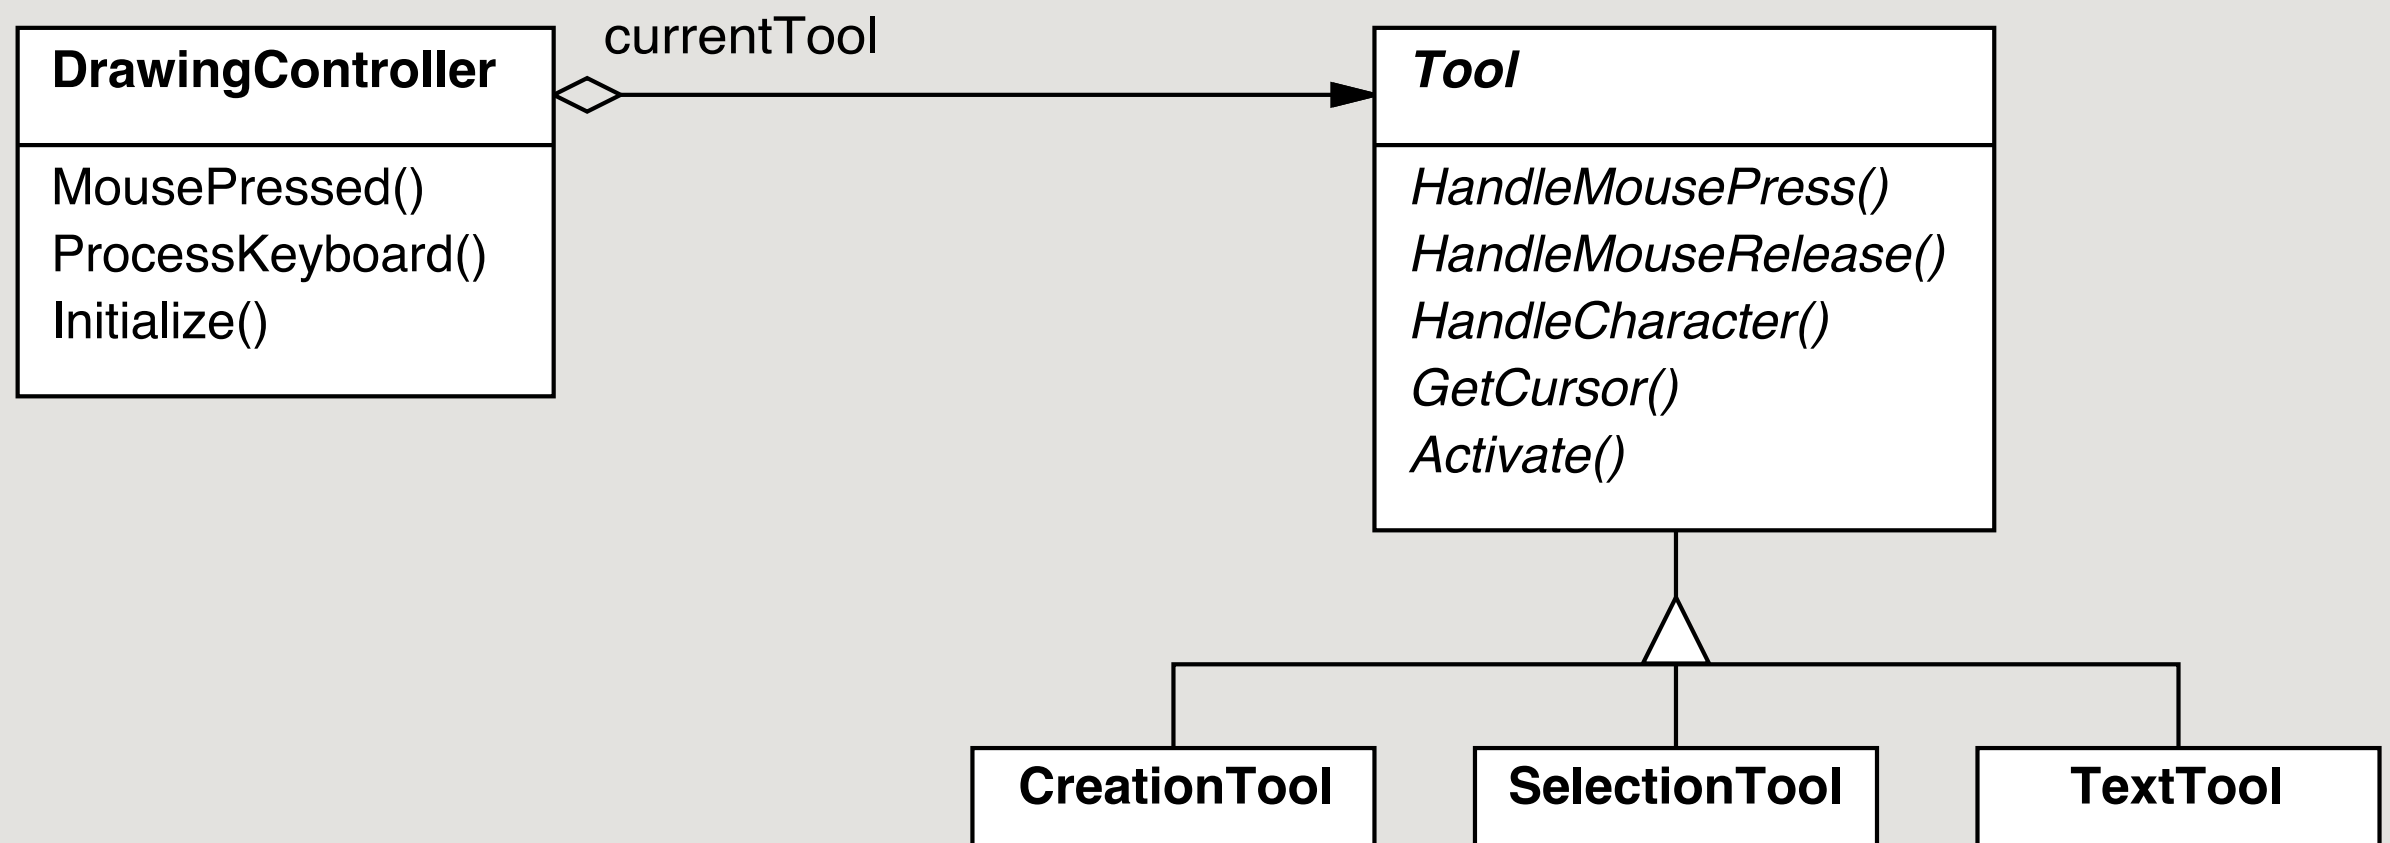 currentTool
DrawingController
MousePressed()
ProcessKeyboard()
Initialize()
Tool
HandleMousePress()
HandleMouseRelease()
HandleCharacter()
GetCursor()
Activate()
CreationTool
SelectionTool
TextTool